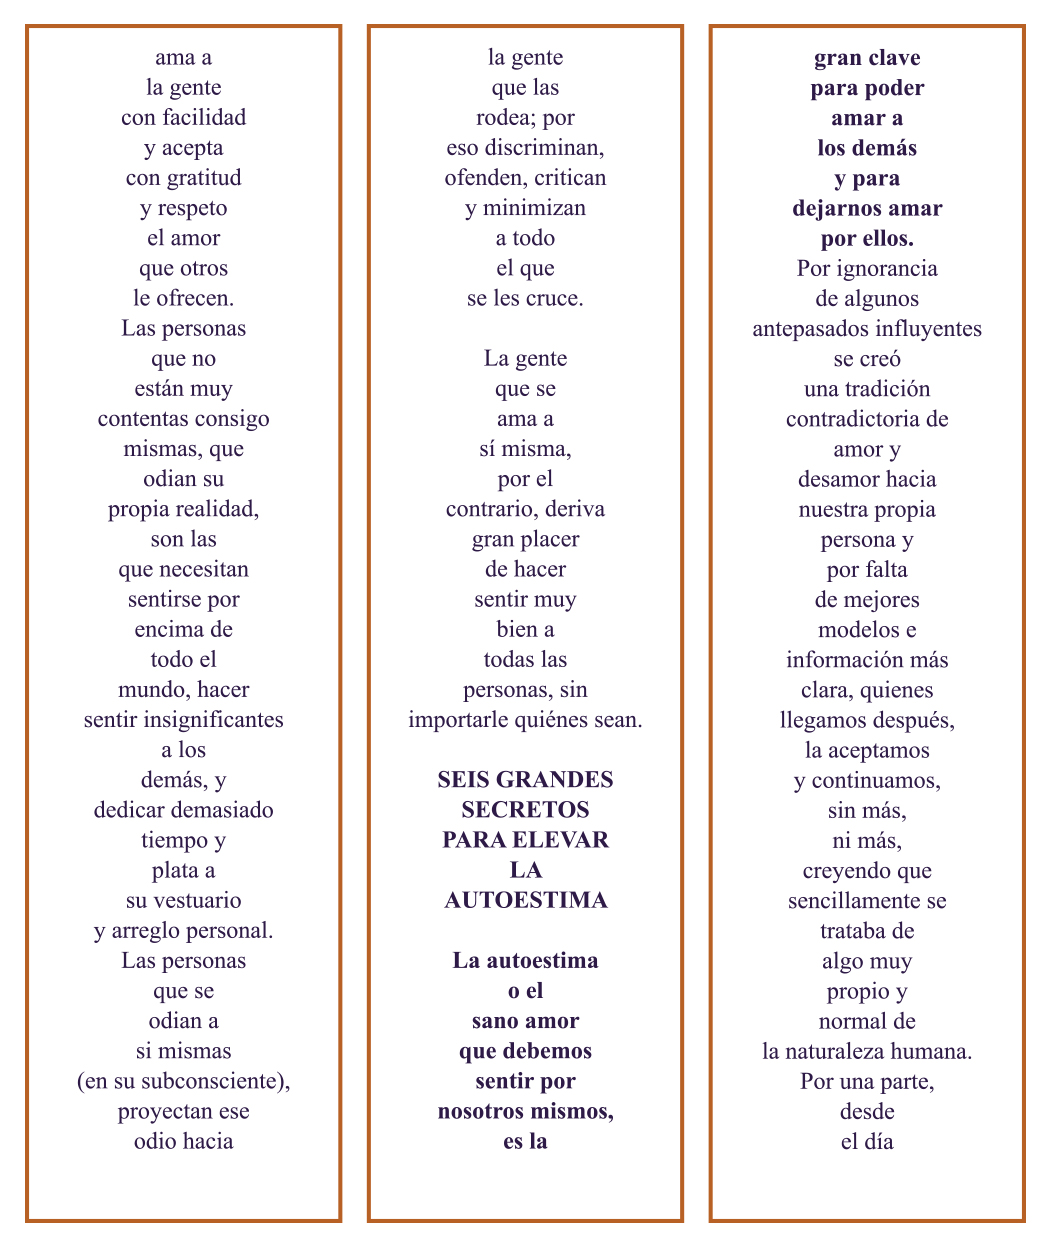 ama a
la gente
con facilidad
y acepta
con gratitud
y respeto
el amor
que otros
le ofrecen.
Las personas
que no
están muy
contentas consigo
mismas, que
odian su
propia realidad,
son las
que necesitan
sentirse por
encima de
todo el
mundo, hacer
sentir insignificantes
a los
demás, y
dedicar demasiado
tiempo y
plata a
su vestuario
y arreglo personal.
Las personas
que se
odian a
si mismas
(en su subconsciente),
proyectan ese
odio hacia
la gente
que las
rodea; por
eso discriminan,
ofenden, critican
y minimizan
a todo
el que
se les cruce.
La gente
que se
ama a
sí misma,
por el
contrario, deriva
gran placer
de hacer
sentir muy
bien a
todas las
personas, sin
importarle quiénes sean.
SEIS GRANDES
SECRETOS
PARA ELEVAR
LA
AUTOESTIMA
La autoestima
o el
sano amor
que debemos
sentir por
nosotros mismos,
es la
gran clave
para poder
amar a
los demás
y para
dejarnos amar
por ellos.
Por ignorancia
de algunos
antepasados influyentes
se creó
una tradición
contradictoria de
amor y
desamor hacia
nuestra propia
persona y
por falta
de mejores
modelos e
información más
clara, quienes
llegamos después,
la aceptamos
y continuamos,
sin más,
ni más,
creyendo que
sencillamente se
trataba de
algo muy
propio y
normal de
la naturaleza humana.
Por una parte,
desde
el día